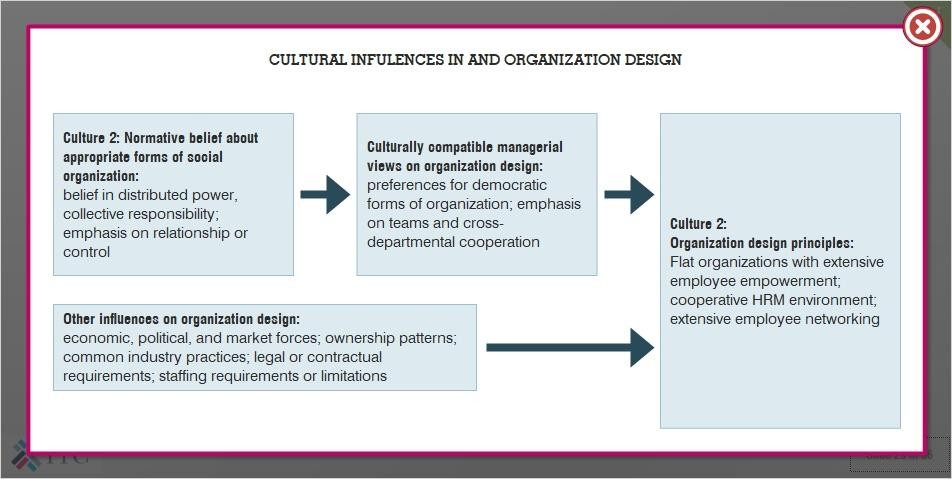 CULTURAL INFULENCES IN AND ORGANIZATION DESIGN
Culture 2: Normative belief about
appropriate forms of social
organization:
belief in distributed power,
collective responsibility;
emphasis on relationship or
control
Culturally compatible managerial
views on organization design:
preferences for democratic
forms of organization; emphasis
on teams and cross-
departmental cooperation
Culture 2:
Organization design principles:
Flat organizations with extensive
employee empowerment;
cooperative HRM environment;
extensive employee networking
Other influences on organization design:
economic, political, and market forces; ownership patterns;
common industry practices; legal or contractual
requirements; staffing requirements or limitations